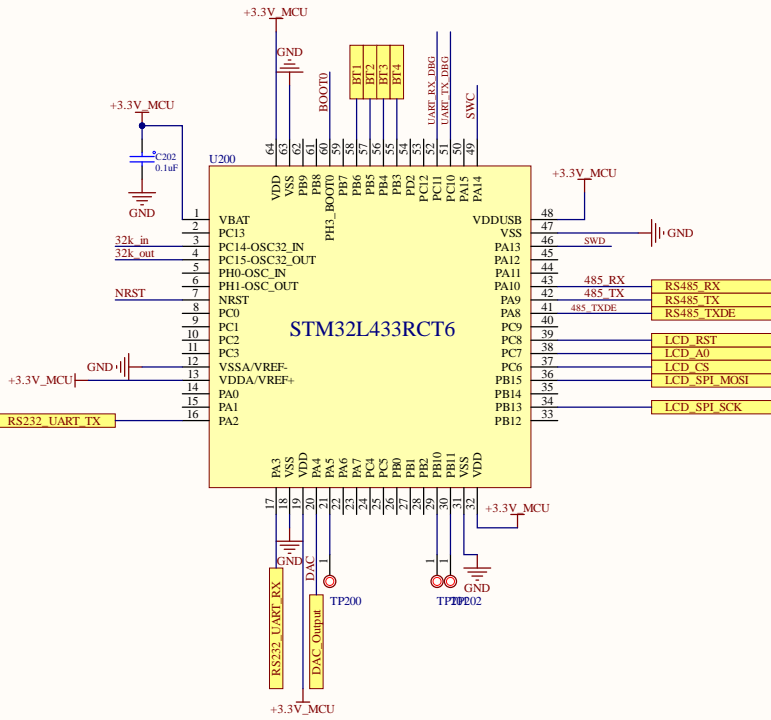 +3.3V_MCU
GND
BOOT0
BT1
BT2
BT3
BT4
UART_RX_DBG
UART_TX_DBG
SWC
+3.3V_MCU
C202
0.1uF
GND
U200
64 63 62 61 60 59 58 57 56 55 54 53 52 51 50 49
VDD
VSS
PB9
PB8
PH3_BOOT0
PB7
PB6
PB5
PB4
PB3
PD2
PC12
PC11
PC10
PA15
PA14
+3.3V_MCU
1 VBAT
2 PC13
32k_in 3 PC14-OSC32_IN
32k_out 4 PC15-OSC32_OUT
5 PH0-OSC_IN
6 PH1-OSC_OUT
NRST 7 NRST
8 PC0
9 PC1
10 PC2
11 PC3
GND 12 VSSA/VREF-
+3.3V_MCU 13 VDDA/VREF+
14 PA0
15 PA1
RS232_UART_TX 16 PA2
STM32L433RCT6
VDDUSB 48
VSS 47 GND
PA13 46 SWD
PA12 45
PA11 44
PA10 43 485_RX RS485_RX
PA9 42 485_TX RS485_TX
PA8 41 485_TXDE RS485_TXDE
PC9 40
PC8 39 LCD_RST
PC7 38 LCD_A0
PC6 37 LCD_CS
PB15 36 LCD_SPI_MOSI
PB14 35
PB13 34 LCD_SPI_SCK
PB12 33
PA3
VSS
VDD
PA4
PA5
PA6
PA7
PC4
PC5
PB0
PB1
PB2
PB10
PB11
VSS
VDD
17 18 19 20 21 22 23 24 25 26 27 28 29 30 31 32
+3.3V_MCU
GND
DAC
1
1
1
GND
TP200
TP202
RS232_UART_RX
DAC_Output
+3.3V_MCU